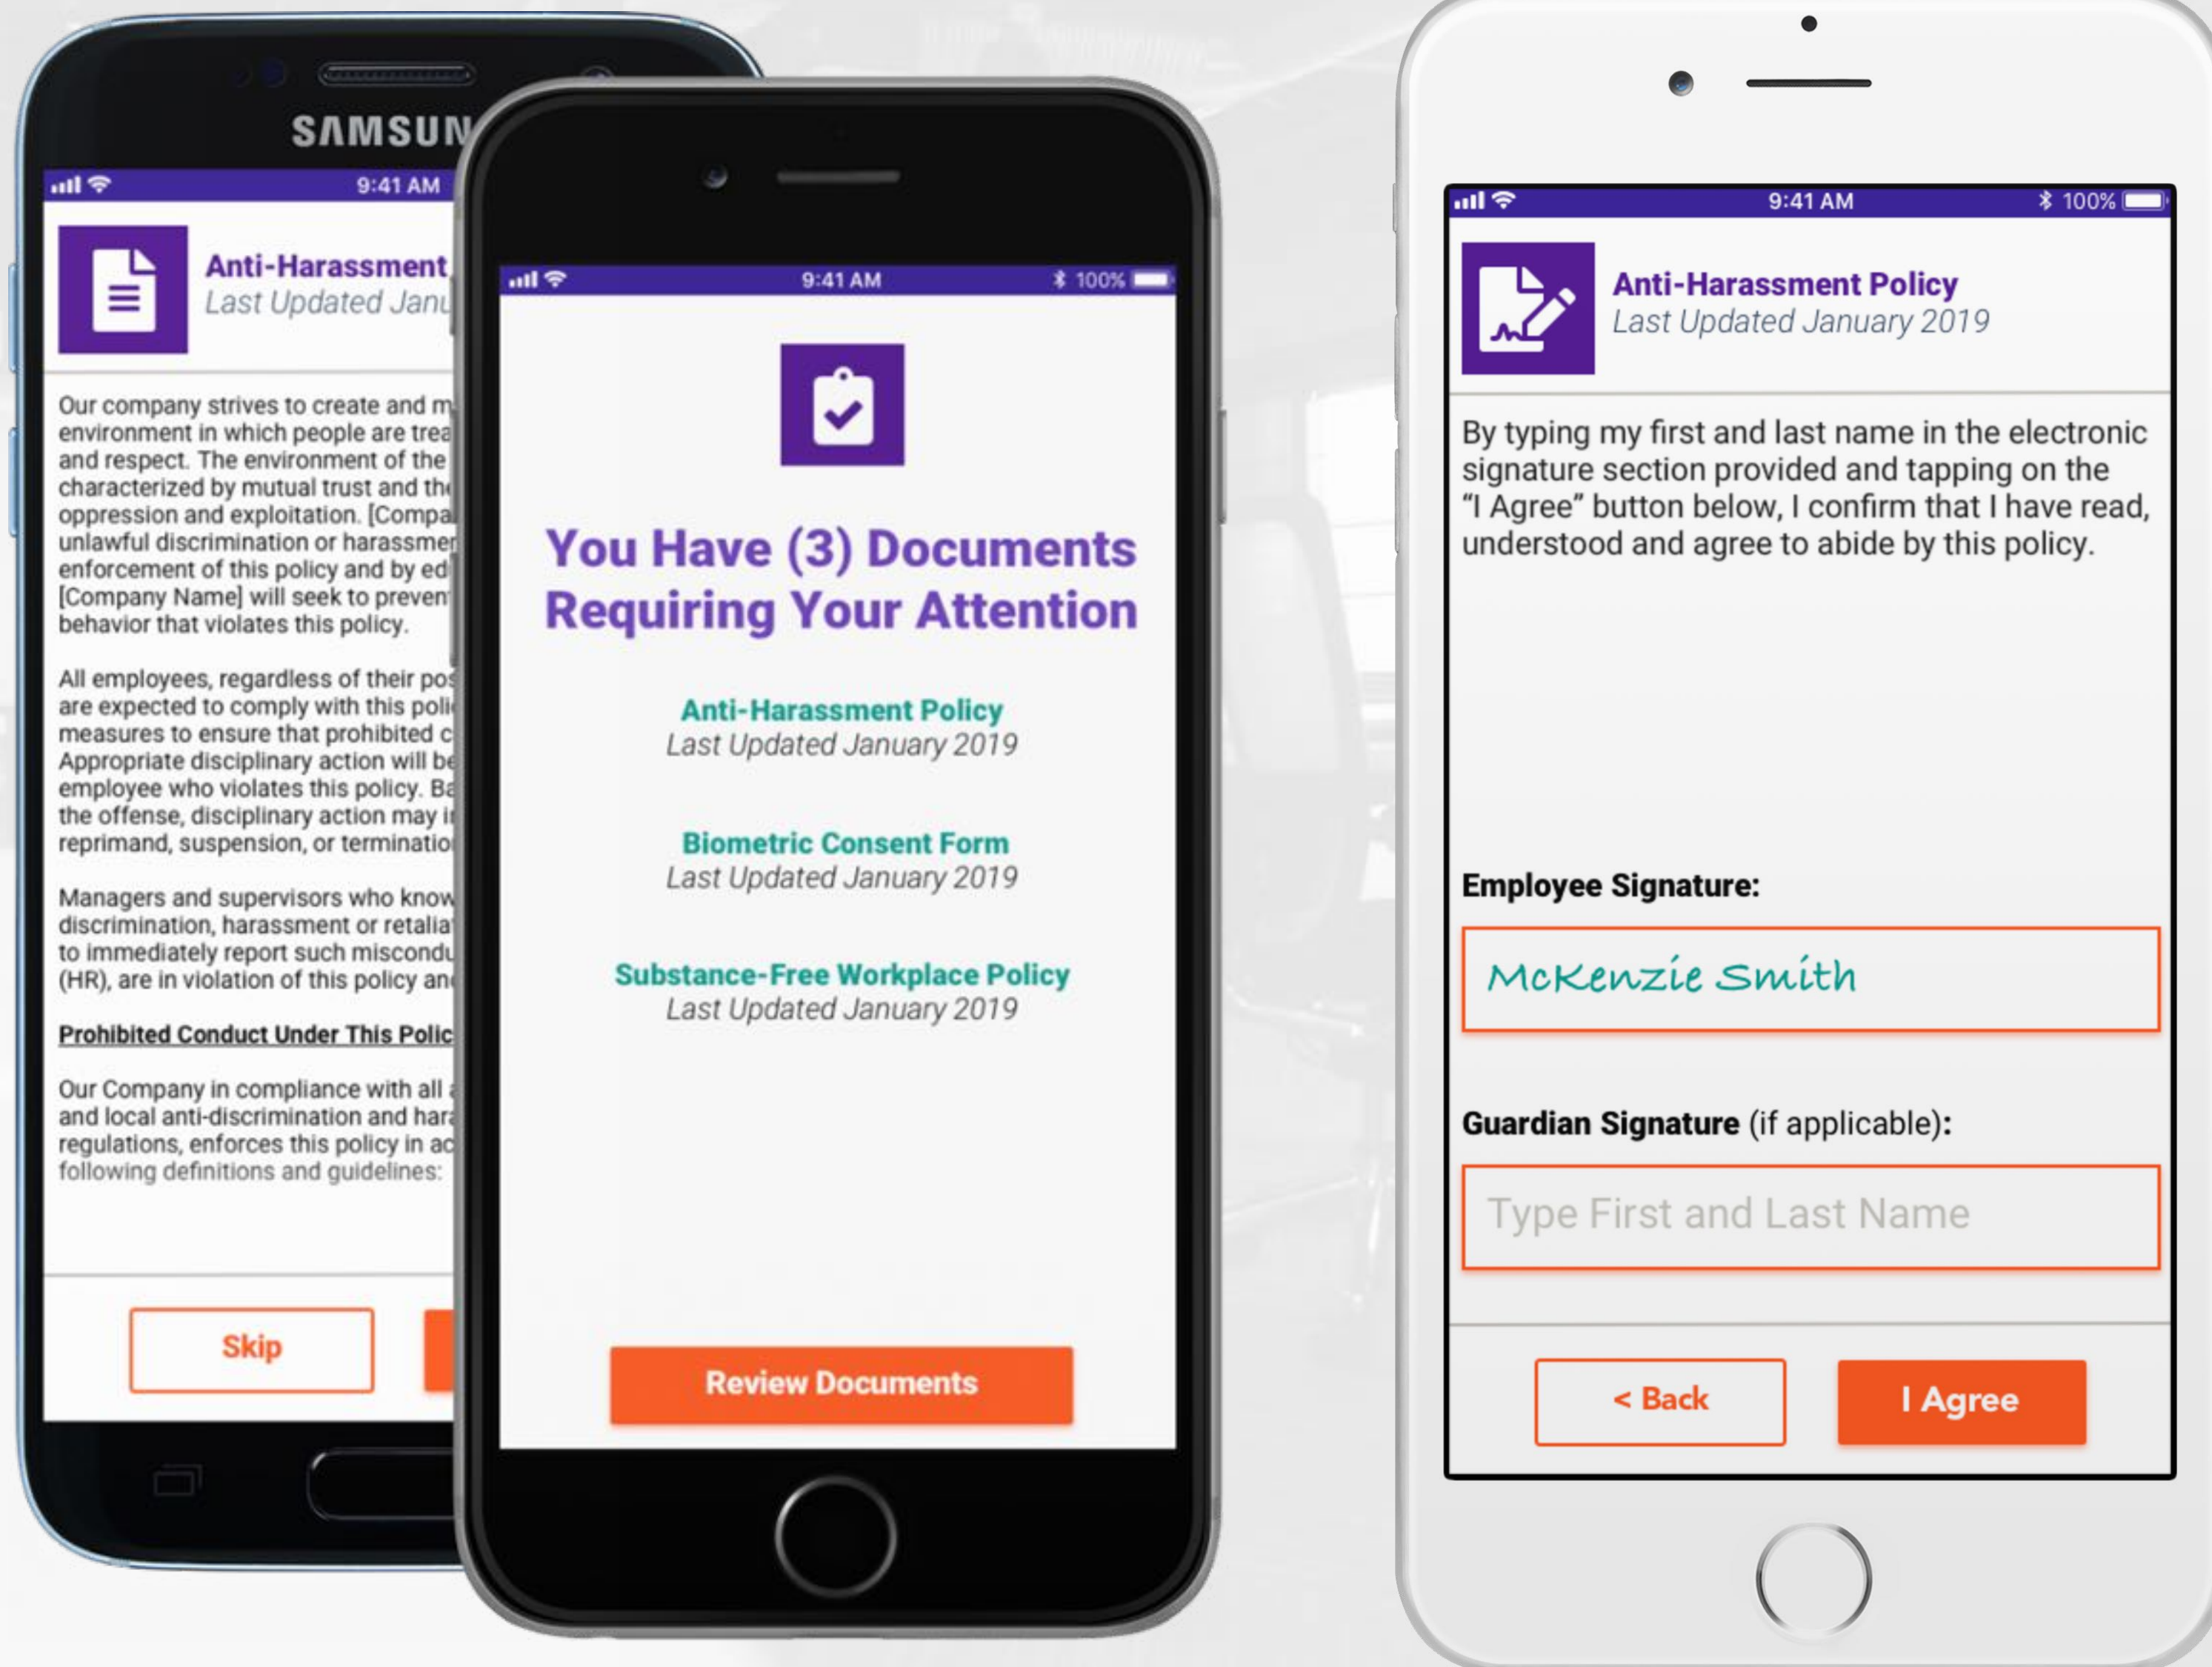 SAMSUN
9:41 AM
Anti-Harassment
Last Updated Janu
Our company strives to create and m
environment in which people are trea
and respect. The environment of the
characterized by mutual trust and the
oppression and exploitation. [Compa
unlawful discrimination or harassmen
enforcement of this policy and by ed
[Company Name] will seek to prevent
behavior that violates this policy.
All employees, regardless of their pos
are expected to comply with this poli
measures to ensure that prohibited c
Appropriate disciplinary action will be
employee who violates this policy. Ba
the offense, disciplinary action may i
reprimand, suspension, or terminatio
Managers and supervisors who know
discrimination, harassment or retalia
to immediately report such miscondu
(HR), are in violation of this policy and
Prohibited Conduct Under This Polic
Our Company in compliance with all a
and local anti-discrimination and hara
regulations, enforces this policy in ac
following definitions and guidelines:
Skip
9:41 AM 100%
You Have (3) Documents
Requiring Your Attention
Anti-Harassment Policy
Last Updated January 2019
Biometric Consent Form
Last Updated January 2019
Substance-Free Workplace Policy
Last Updated January 2019
Review Documents
9:41 AM 100%
Anti-Harassment Policy
Last Updated January 2019
By typing my first and last name in the electronic
signature section provided and tapping on the
“I Agree” button below, I confirm that I have read,
understood and agree to abide by this policy.
Employee Signature:
McKenzie Smith
Guardian Signature (if applicable):
Type First and Last Name
< Back I Agree